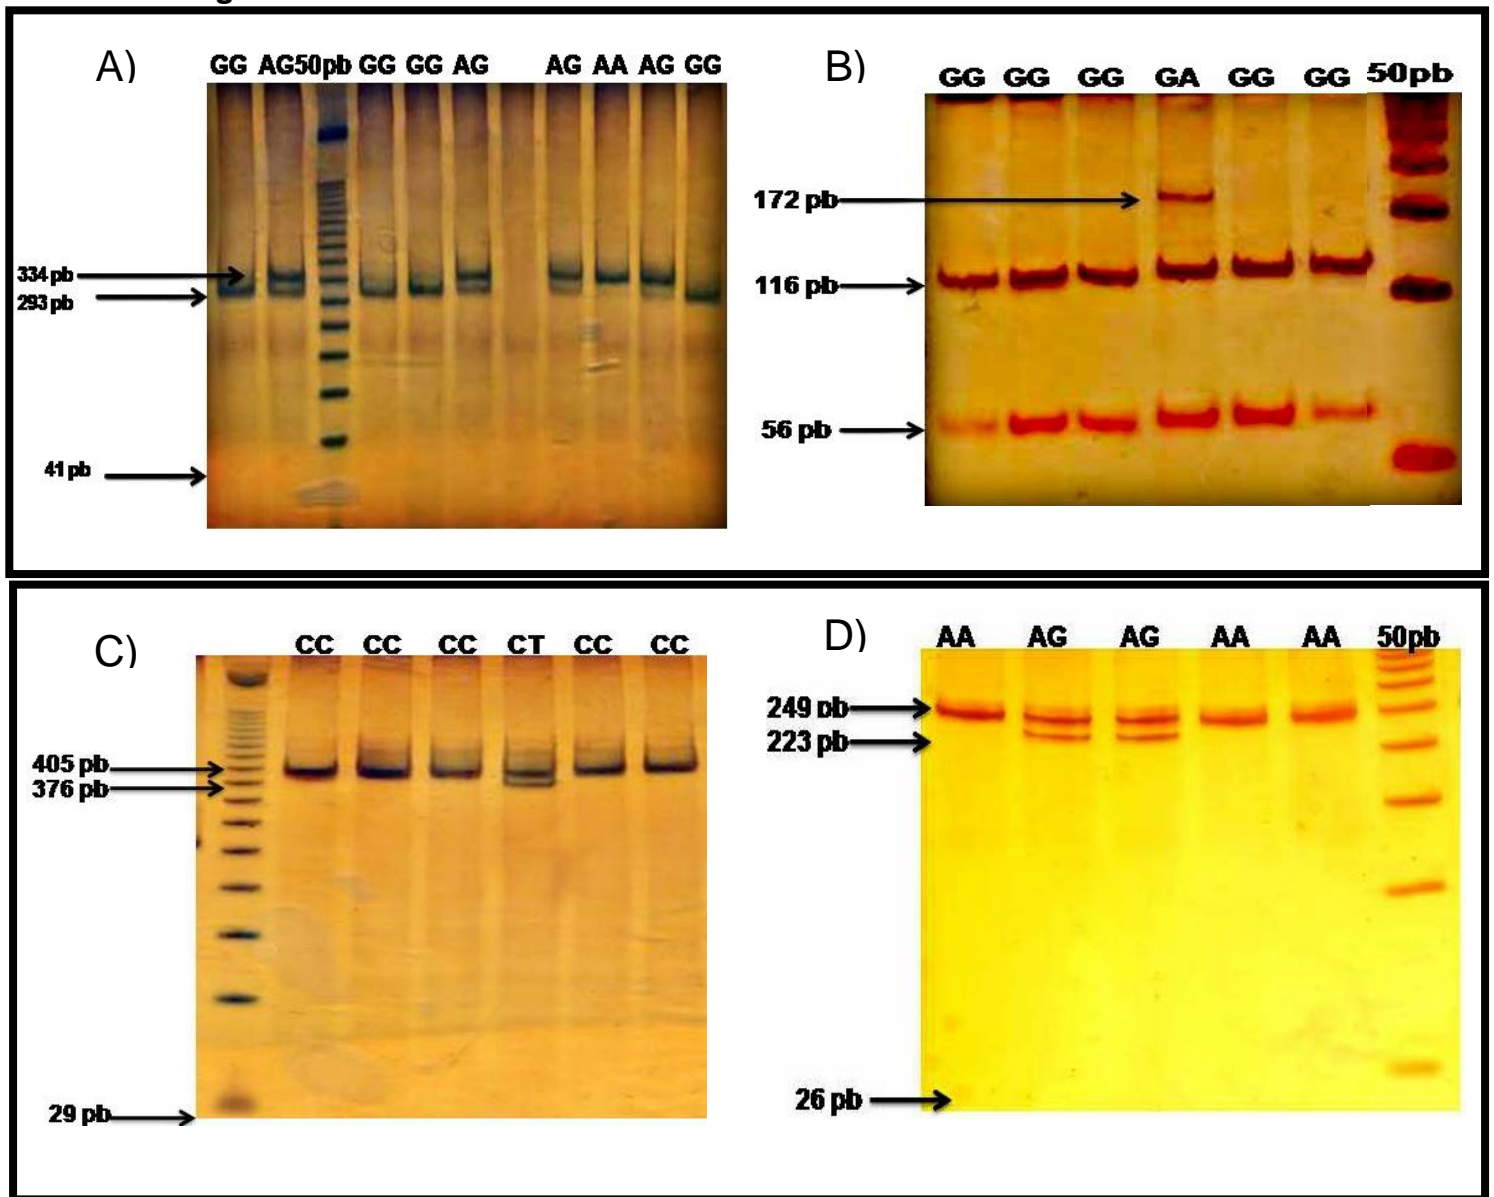 A)
GG AG50pb GG GG AG AG AA AG GG
334 pb
293 pb
41 pb
B)
GG GG GG GA GG GG 50pb
172 pb
116 pb
56 pb
C)
CC CC CC CT CC CC
405 pb
376 pb
29 pb
D)
AA AG AG AA AA 50pb
249 pb
223 pb
26 pb